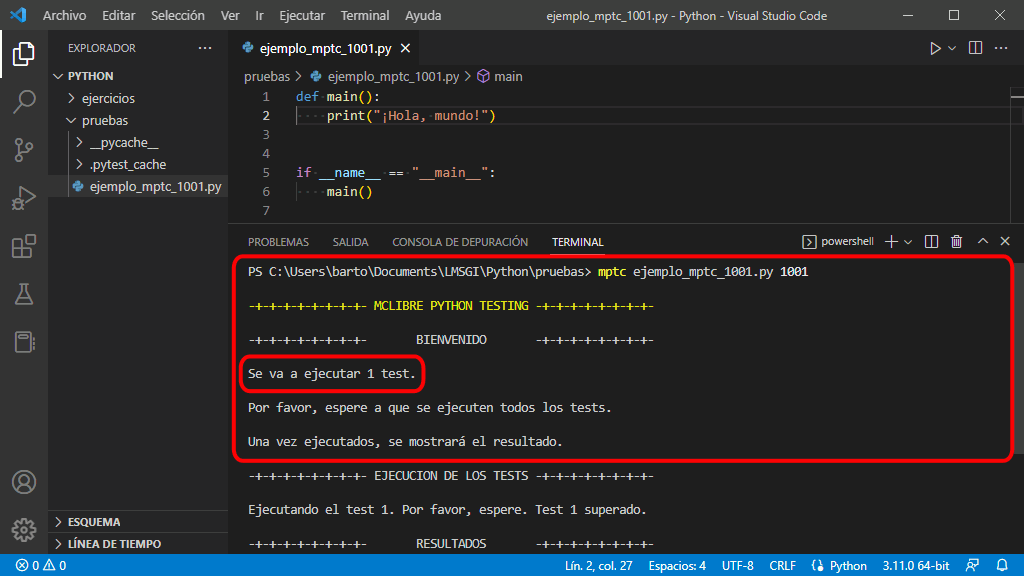 Archivo Editar Selección Ver Ir Ejecutar Terminal Ayuda ejemplo_mptc_1001.py - Python - Visual Studio Code
EXPLORADOR
PYTHON
ejercicios
pruebas
__pycache__
.pytest_cache
ejemplo_mptc_1001.py
ESQUEMA
LÍNEA DE TIEMPO
ejemplo_mptc_1001.py
pruebas > ejemplo_mptc_1001.py > main
1 def main():
2 print("¡Hola, mundo!")
3
4
5 if __name__ == "__main__":
6 main()
7
PROBLEMAS SALIDA CONSOLA DE DEPURACIÓN TERMINAL powershell
PS C:\Users\barto\Documents\LMSGI\Python\pruebas> mptc ejemplo_mptc_1001.py 1001
-+-+-+-+-+-+-+-+- MCLIBRE PYTHON TESTING -+-+-+-+-+-+-+-+-
-+-+-+-+-+-+-+-+- BIENVENIDO -+-+-+-+-+-+-+-+-
Se va a ejecutar 1 test.
Por favor, espere a que se ejecuten todos los tests.
Una vez ejecutados, se mostrará el resultado.
-+-+-+-+-+-+-+-+- EJECUCION DE LOS TESTS -+-+-+-+-+-+-+-+-
Ejecutando el test 1. Por favor, espere. Test 1 superado.
-+-+-+-+-+-+-+-+- RESULTADOS -+-+-+-+-+-+-+-+-
0 0 Lín. 2, col. 27 Espacios: 4 UTF-8 CRLF Python 3.11.0 64-bit